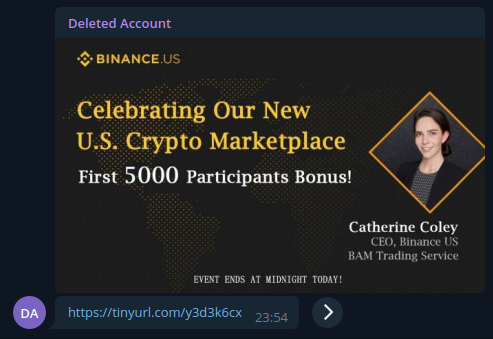 Deleted Account
BINANCE.US
Celebrating Our New
U.S. Crypto Marketplace
First 5000 Participants Bonus!
Catherine Coley
CEO, Binance US
BAM Trading Service
EVENT ENDS AT MIDNIGHT TODAY!
DA
https://tinyurl.com/y3d3k6cx 23:54